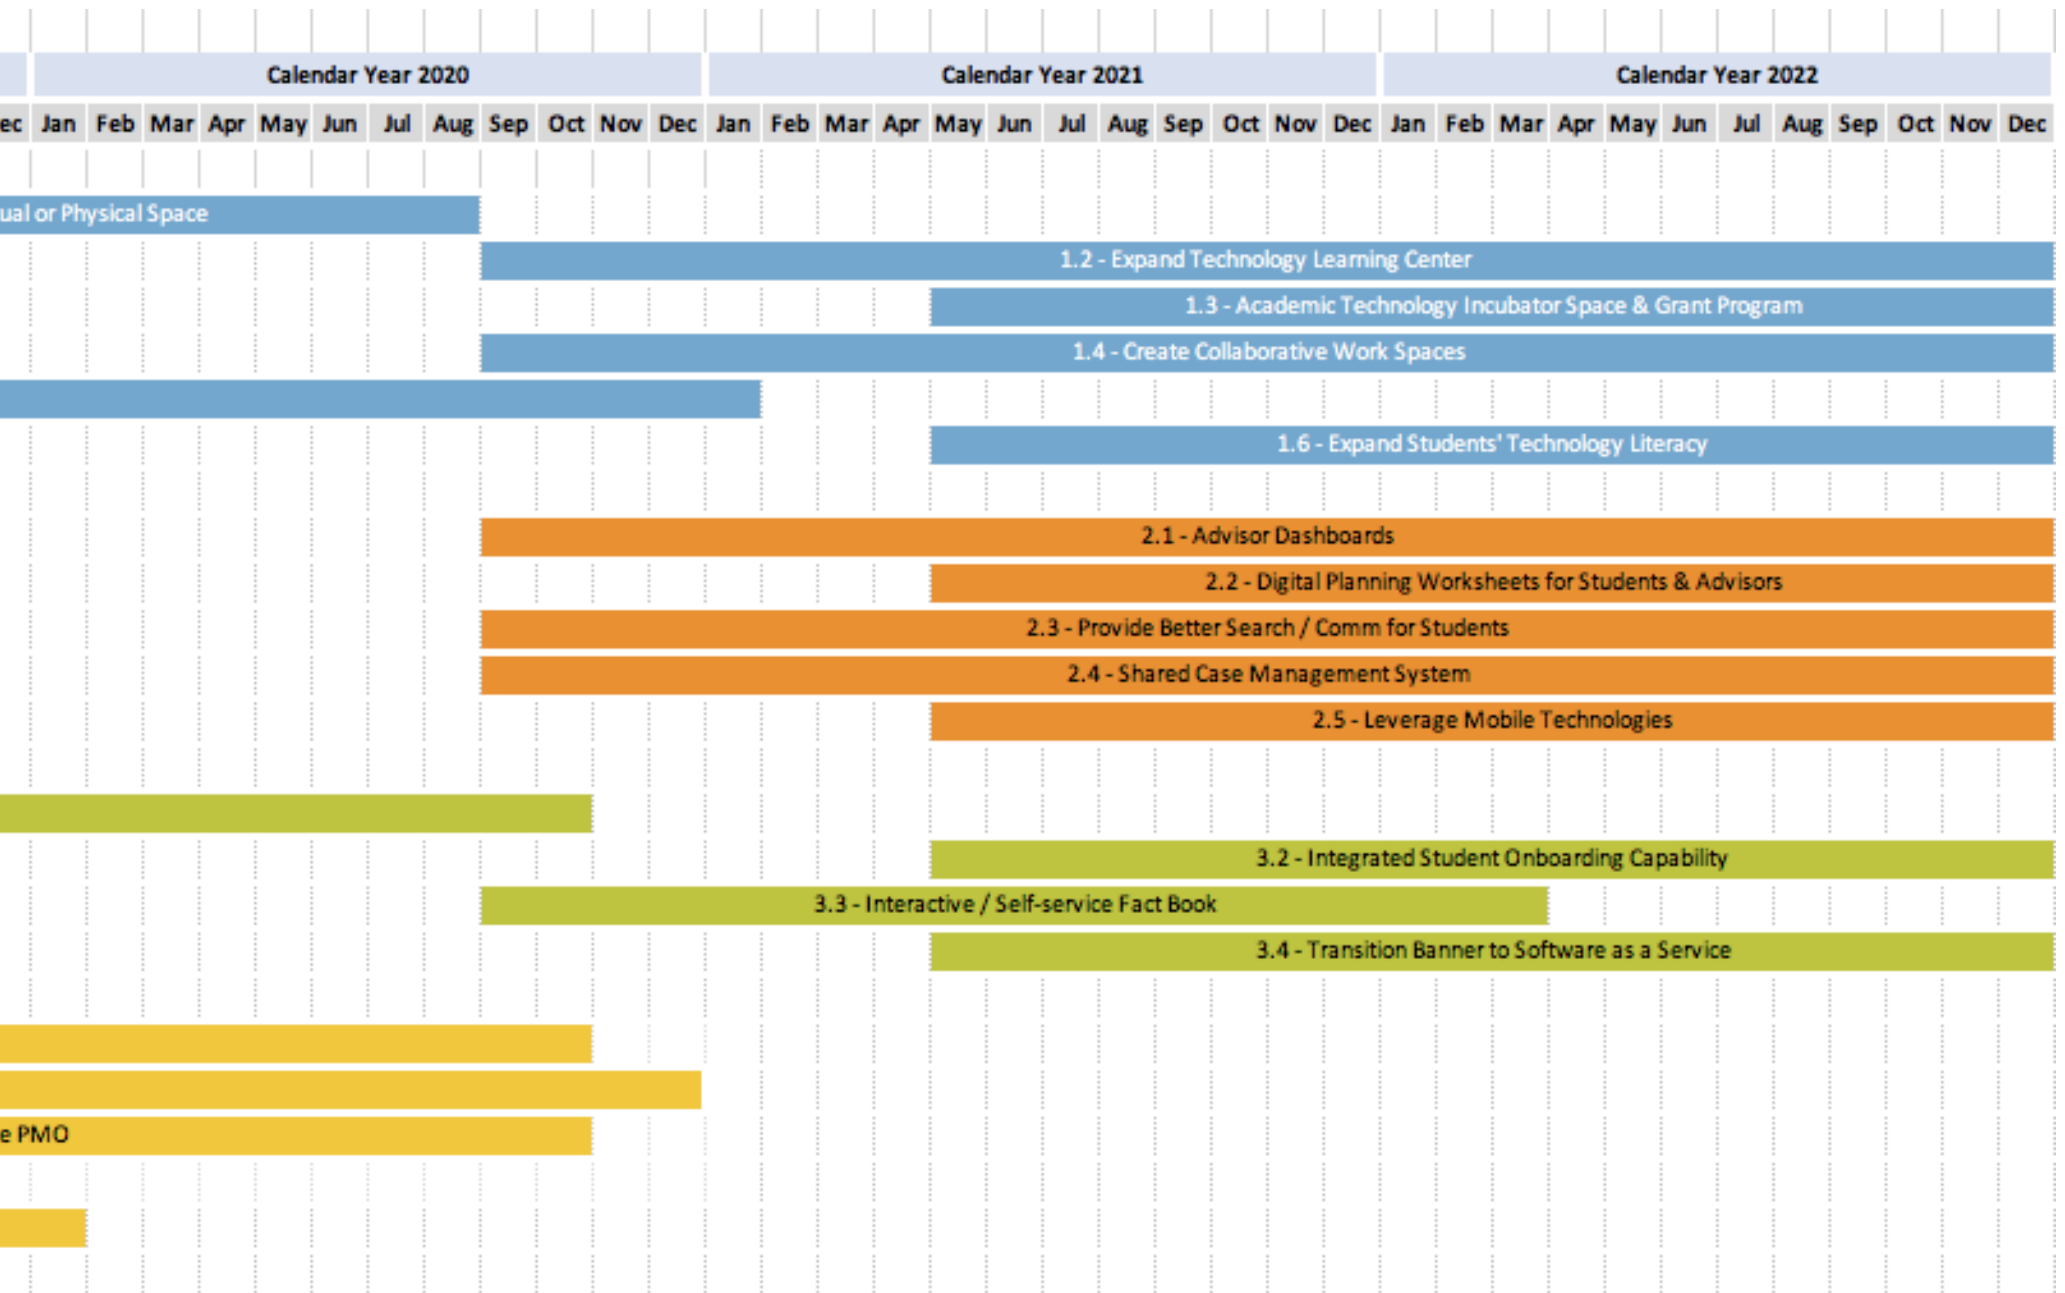 Calendar Year 2020 Calendar Year 2021 Calendar Year 2022
ec Jan Feb Mar Apr May Jun Jul Aug Sep Oct Nov Dec Jan Feb Mar Apr May Jun Jul Aug Sep Oct Nov Dec Jan Feb Mar Apr May Jun Jul Aug Sep Oct Nov Dec
ual or Physical Space
1.2 - Expand Technology Learning Center
1.3 - Academic Technology Incubator Space & Grant Program
1.4 - Create Collaborative Work Spaces
1.6 - Expand Students' Technology Literacy
2.1 - Advisor Dashboards
2.2 - Digital Planning Worksheets for Students & Advisors
2.3 - Provide Better Search / Comm for Students
2.4 - Shared Case Management System
2.5 - Leverage Mobile Technologies
3.2 - Integrated Student Onboarding Capability
3.3 - Interactive / Self-service Fact Book
3.4 - Transition Banner to Software as a Service
e PMO